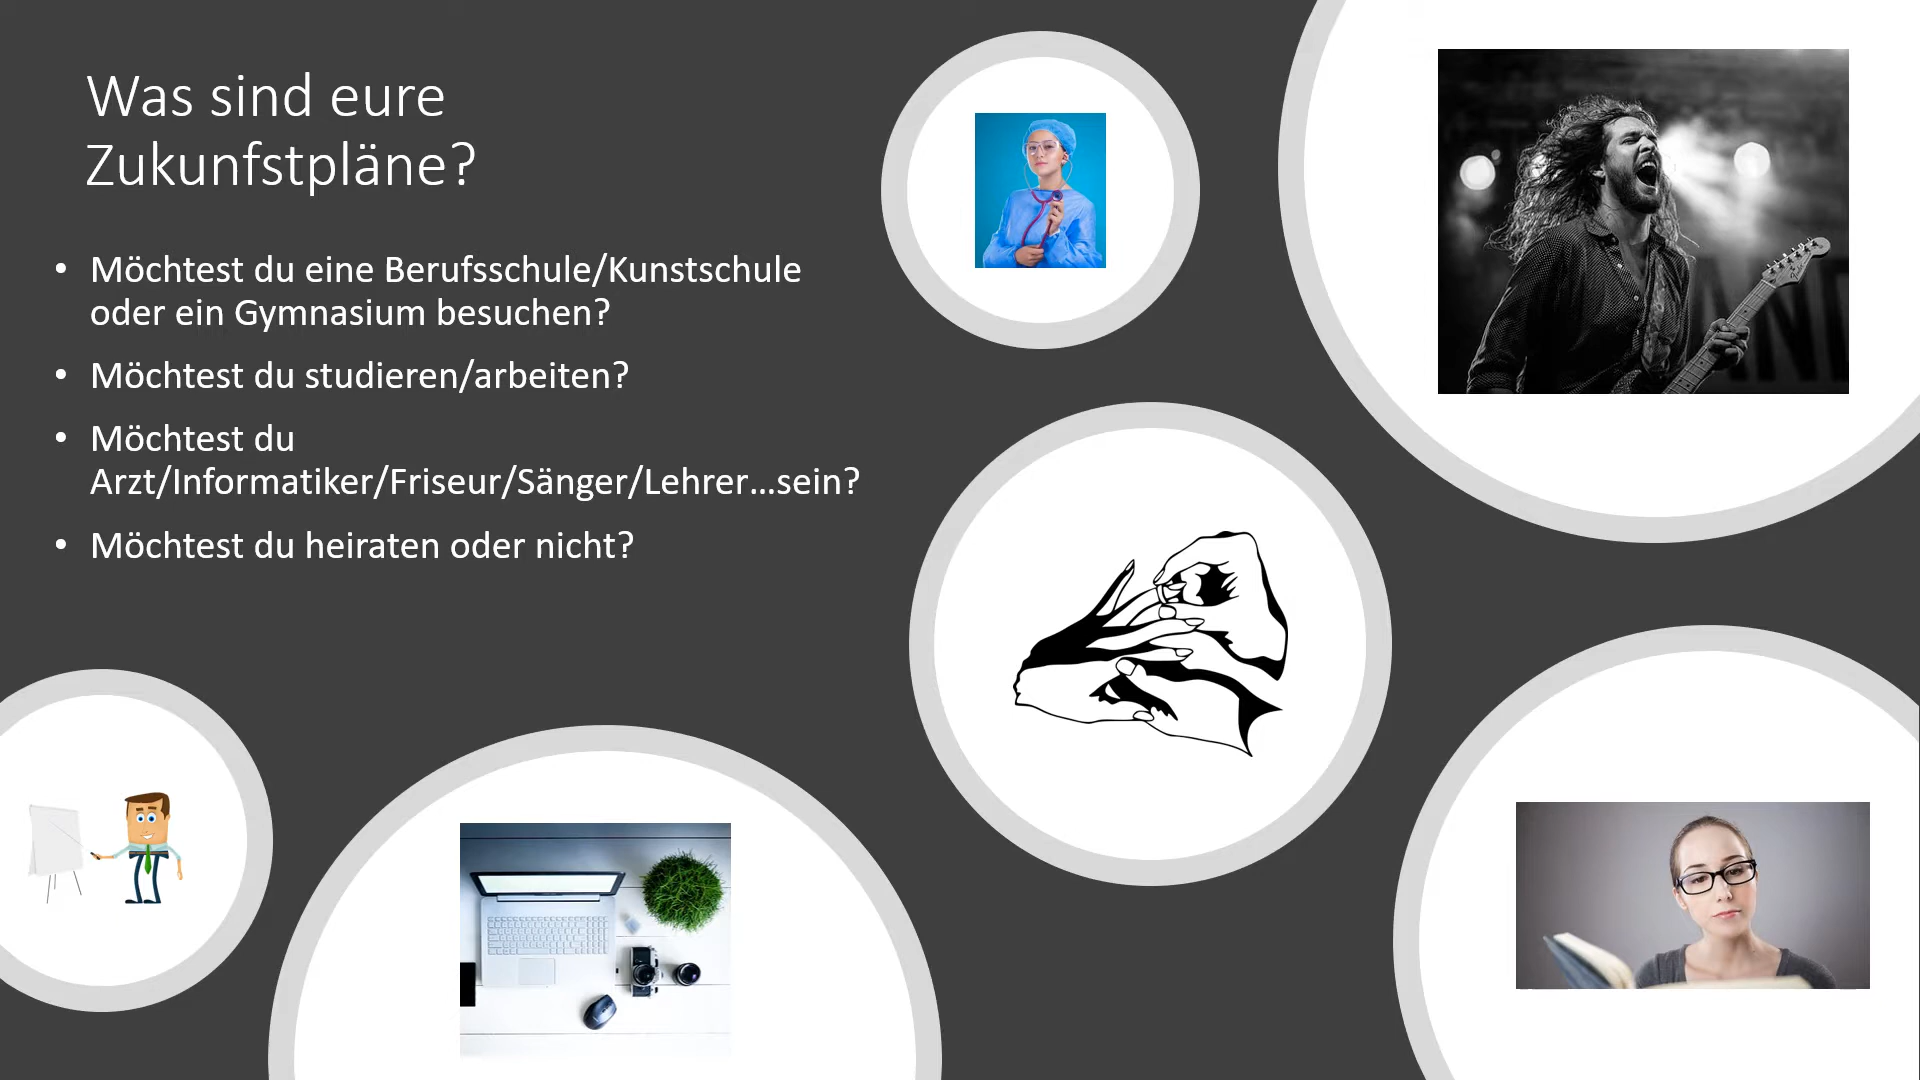 Was sind eure
Zukunfstpläne?
• Möchtest du eine Berufsschule/Kunstschule
oder ein Gymnasium besuchen?
• Möchtest du studieren/arbeiten?
• Möchtest du
Arzt/Informatiker/Friseur/Sänger/Lehrer...sein?
• Möchtest du heiraten oder nicht?